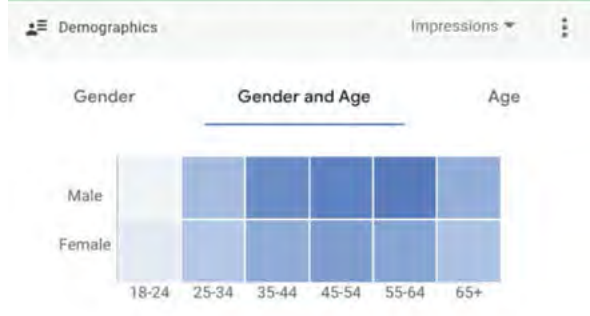 Demographics Impressions
Gender Gender and Age Age
Male
Female
18-24 25-34 35-44 45-54 55-64 65+